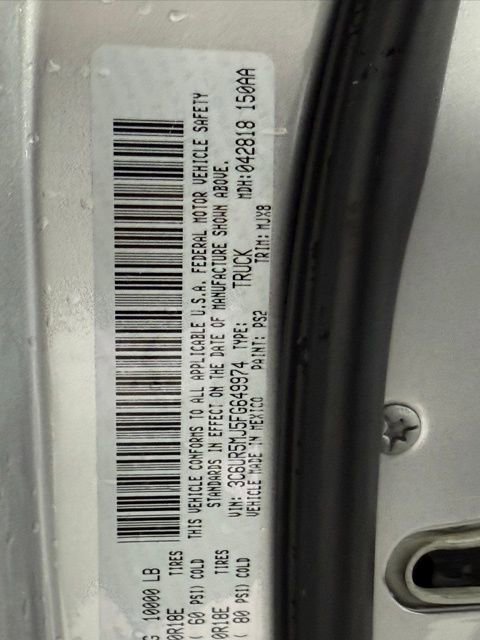 G 10000 LB
0R18E TIRES
( 60 PSI) COLD
0R18E TIRES
( 80 PSI) COLD
THIS VEHICLE CONFORMS TO ALL APPLICABLE U.S.A. FEDERAL MOTOR VEHICLE SAFETY
STANDARDS IN EFFECT ON THE DATE OF MANUFACTURE SHOWN ABOVE.
VIN: 3C6UR5MJ5FG649974 TYPE: TRUCK MDH:042818 150AA
VEHICLE MADE IN MEXICO PAINT: PS2 TRIM: MJX8